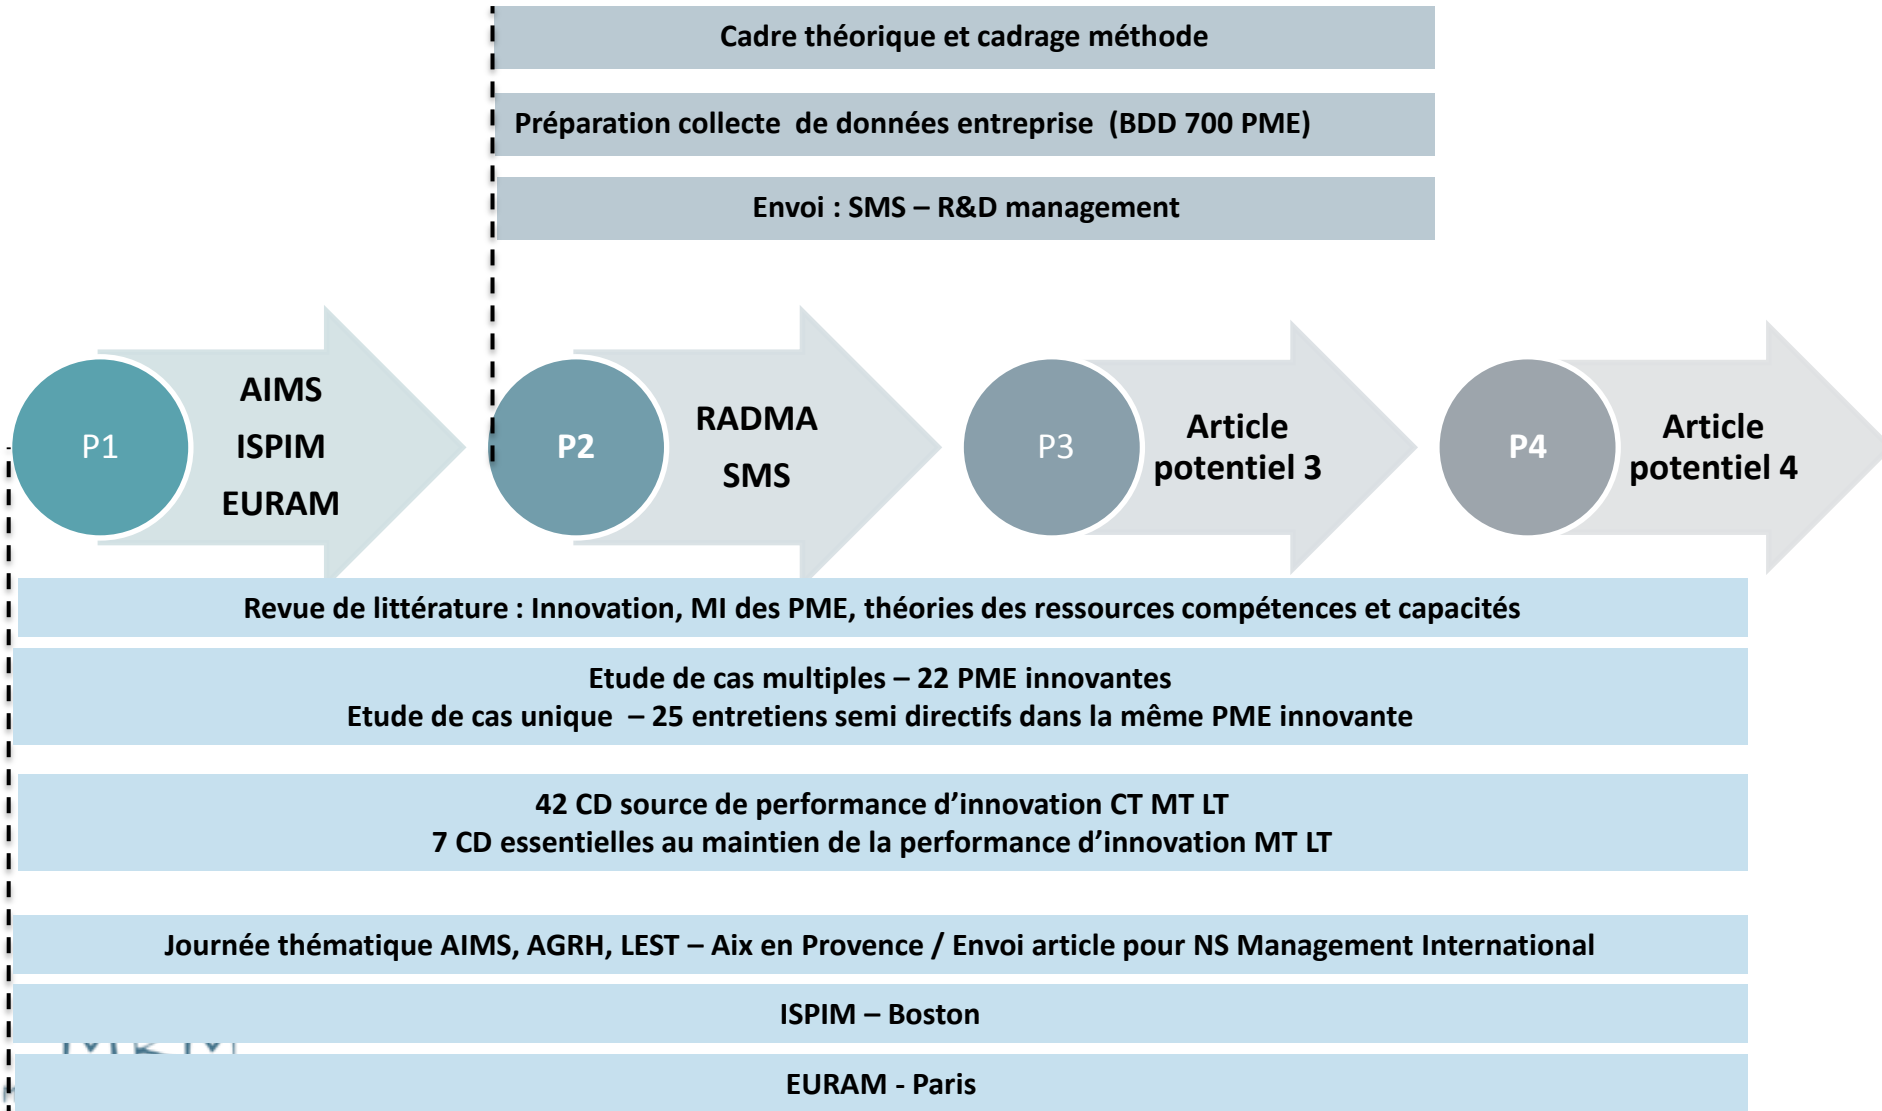 Cadre théorique et cadrage méthode
Préparation collecte de données entreprise (BDD 700 PME)
Envoi : SMS – R&D management
P1
AIMS
ISPIM
EURAM
P2
RADMA
SMS
P3
Article
potentiel 3
P4
Article
potentiel 4
Revue de littérature : Innovation, MI des PME, théories des ressources compétences et capacités
Etude de cas multiples – 22 PME innovantes
Etude de cas unique – 25 entretiens semi directifs dans la même PME innovante
42 CD source de performance d’innovation CT MT LT
7 CD essentielles au maintien de la performance d’innovation MT LT
Journée thématique AIMS, AGRH, LEST – Aix en Provence / Envoi article pour NS Management International
ISPIM – Boston
EURAM - Paris